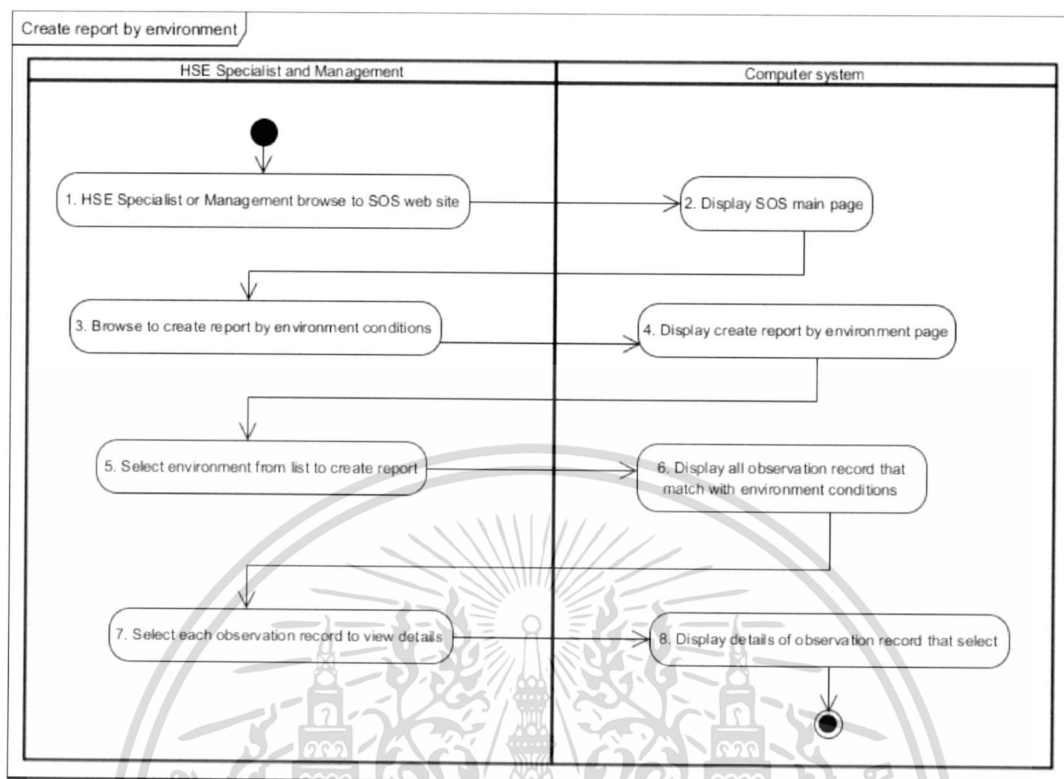 Create report by environment
HSE Specialist and Management
Computer system
1. HSE Specialist or Management browse to SOS web site
2. Display SOS main page
3. Browse to create report by environment conditions
4. Display create report by environment page
5. Select environment from list to create report
6. Display all observation record that
match with environment conditions
7. Select each observation record to view details
8. Display details of observation record that select